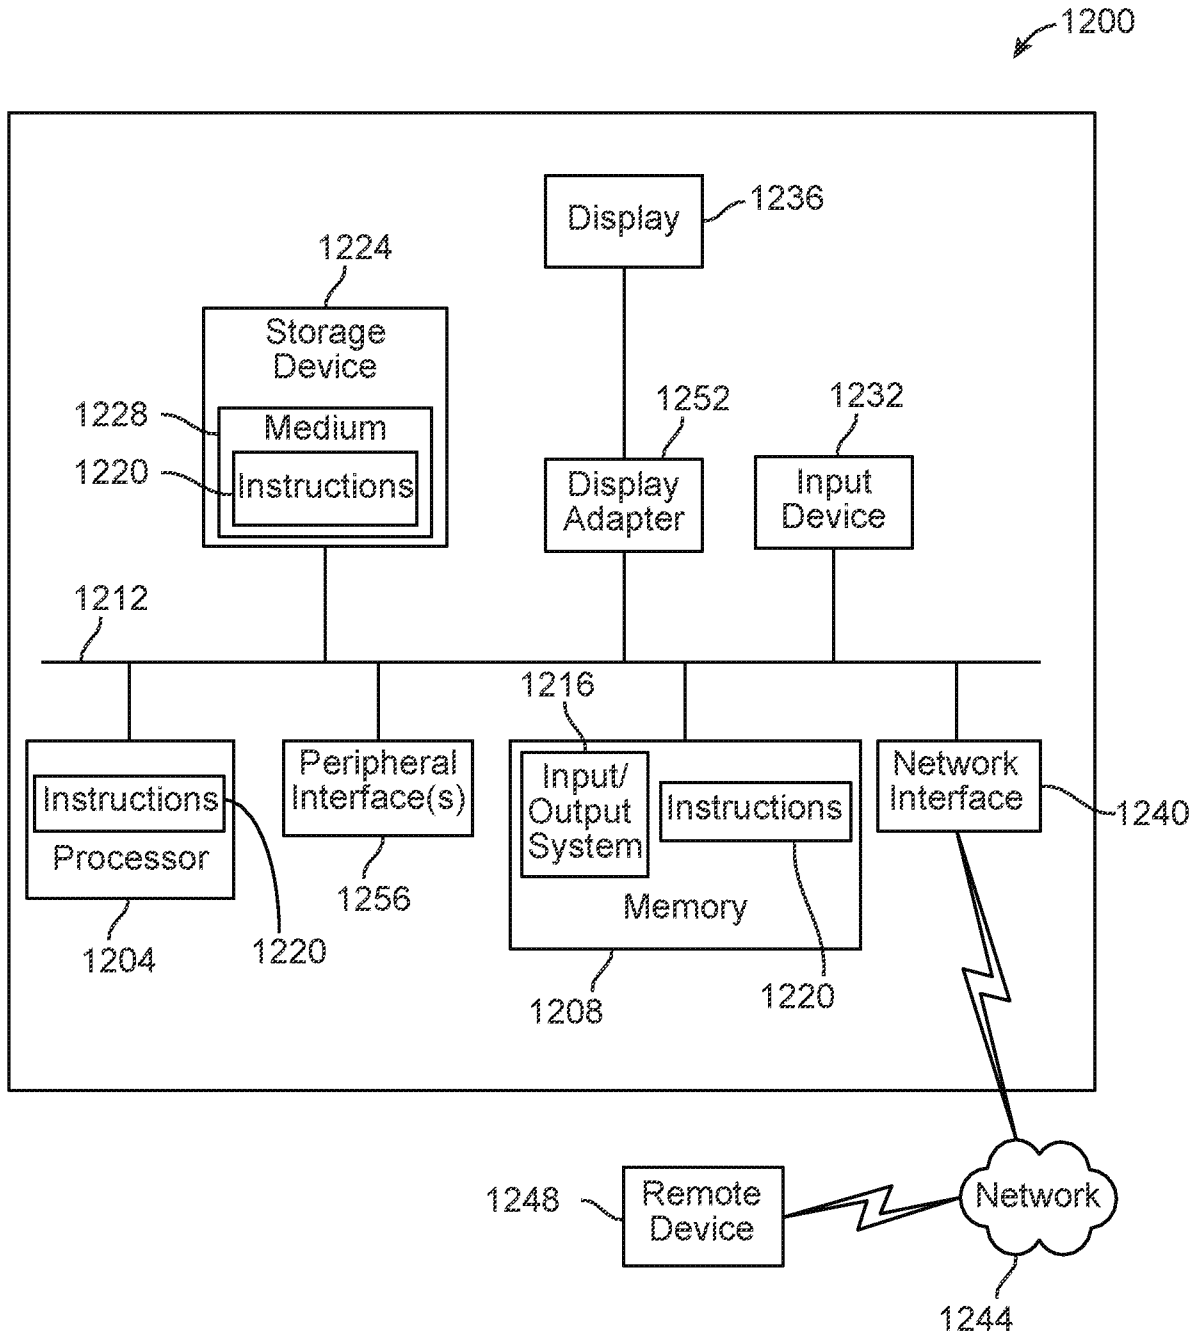 1200
Display
1236
1224
Storage
Device
1228
Medium
1220
Instructions
1252
Display
Adapter
1232
Input
Device
1212
Instructions
Processor
1204
1220
Peripheral
Interface(s)
1256
1216
Input/
Output
System
Instructions
Memory
1208
1220
Network
Interface
1240
1248
Remote
Device
Network
1244